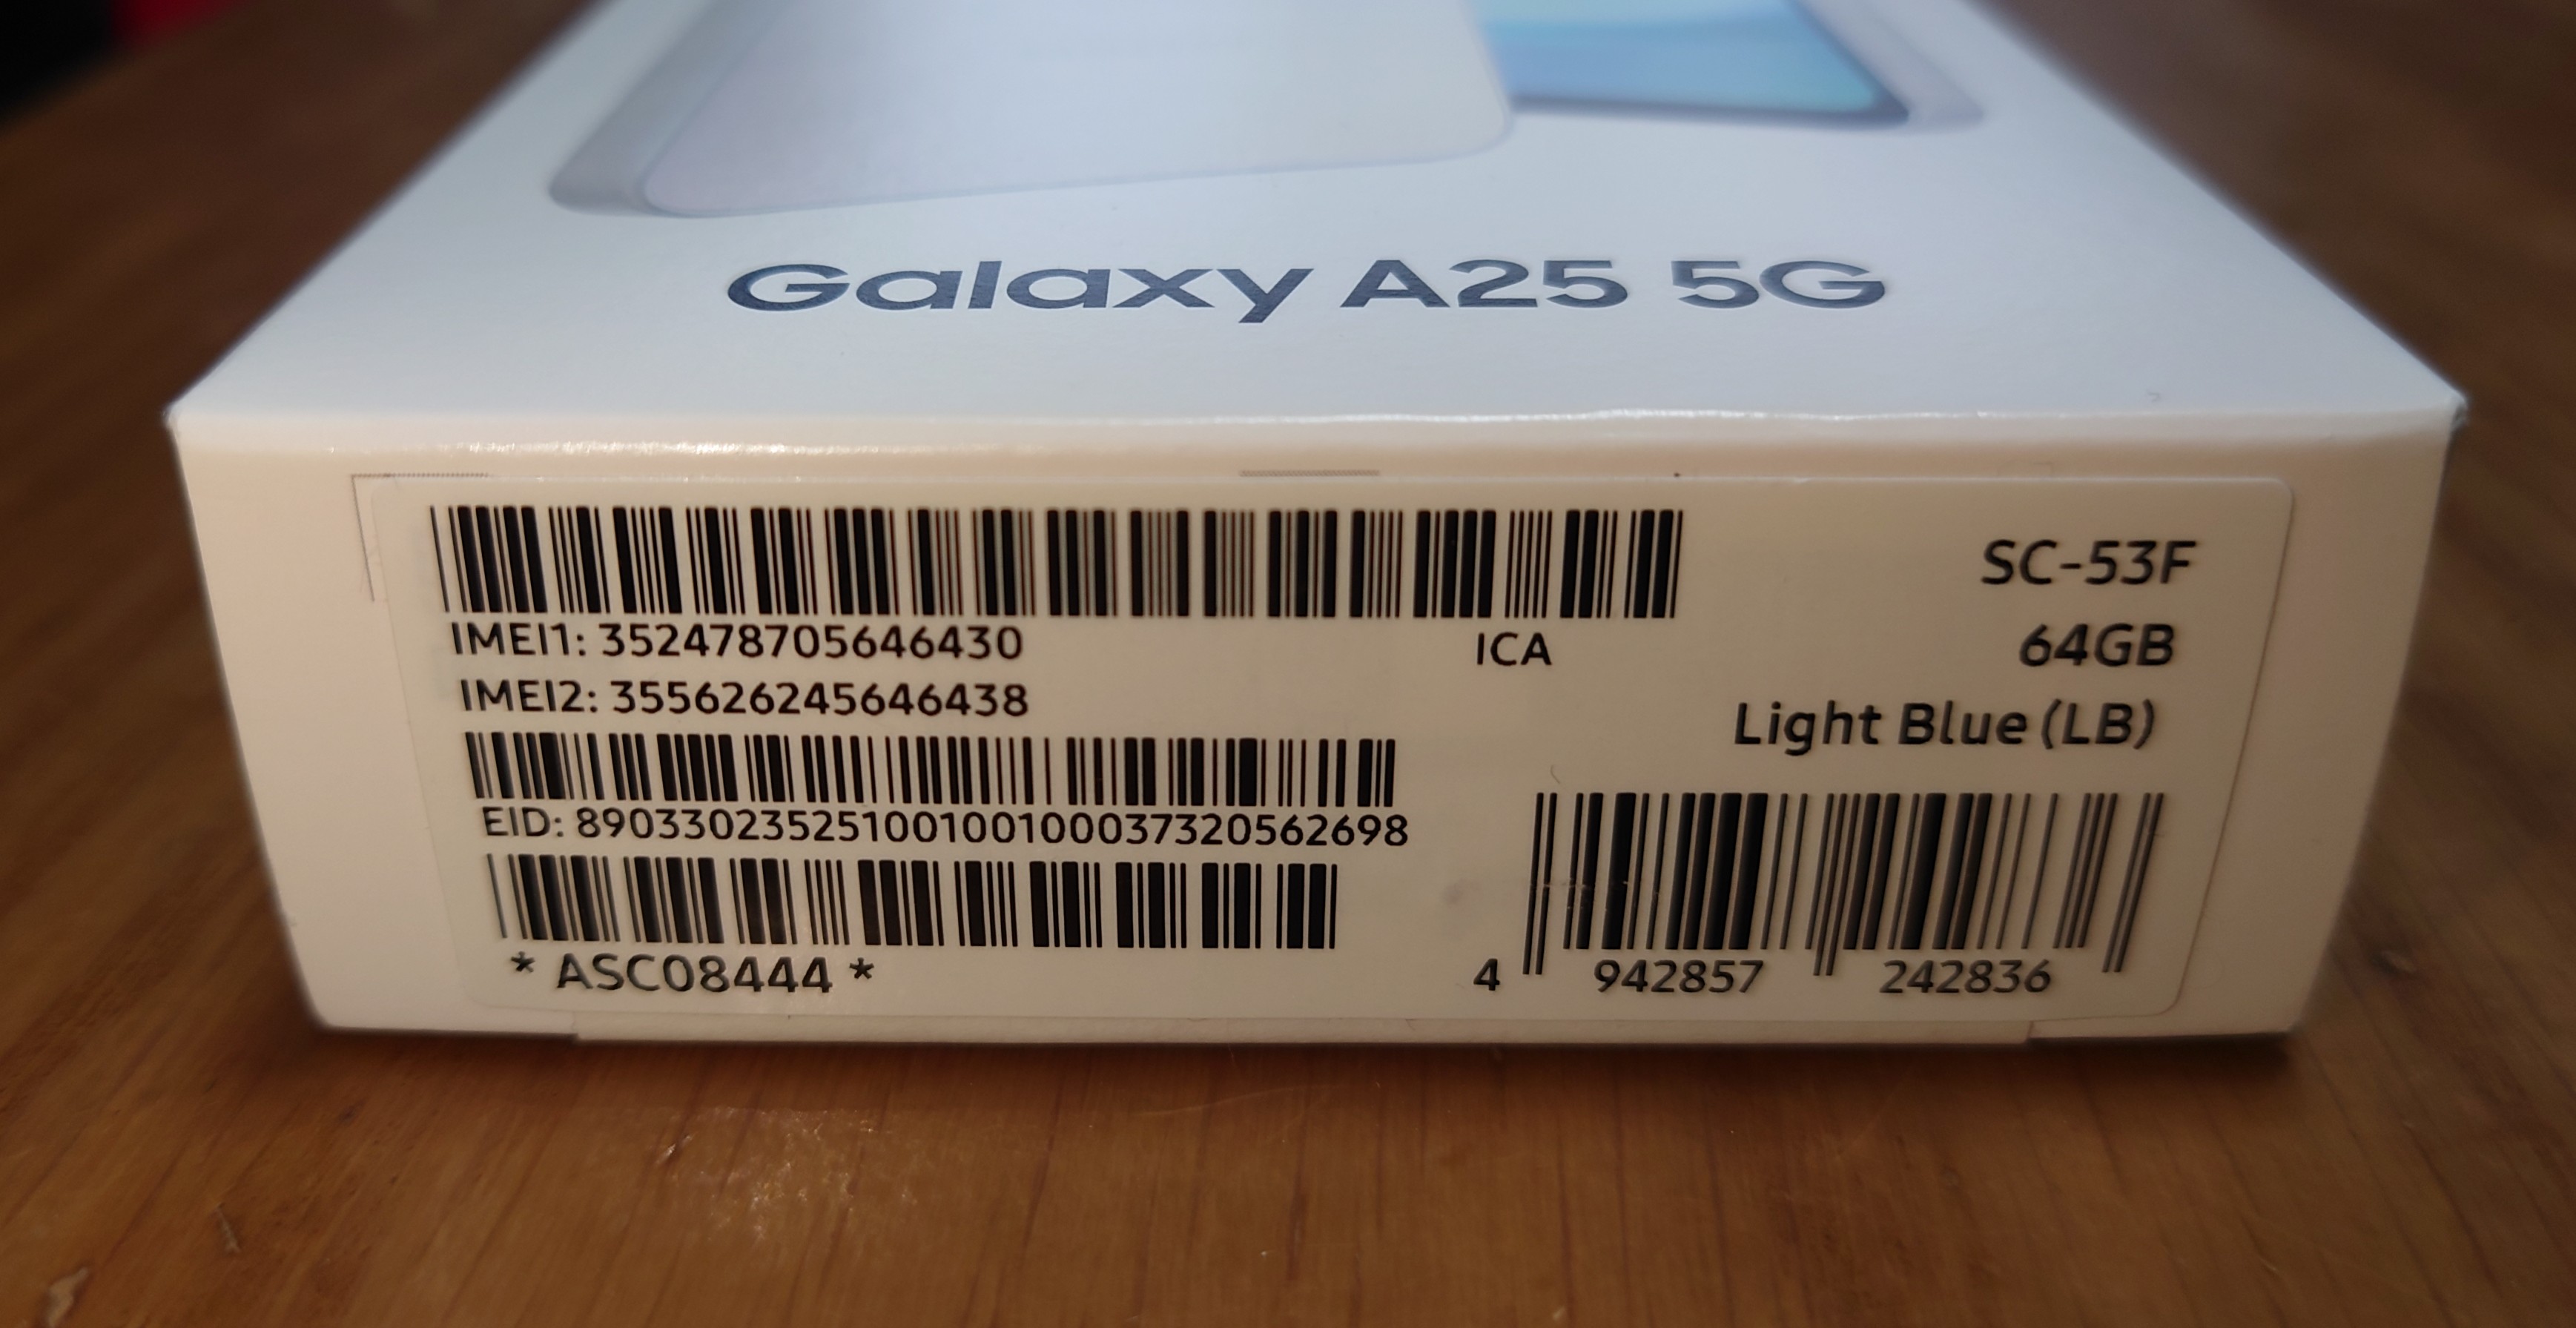 Galaxy A25 5G
IMEI1: 352478705646430
ICA
IMEI2: 355626245646438
EID: 89033023525100100100037320562698
* ASC08444 *
SC-53F
64GB
Light Blue (LB)
4 942857 242836